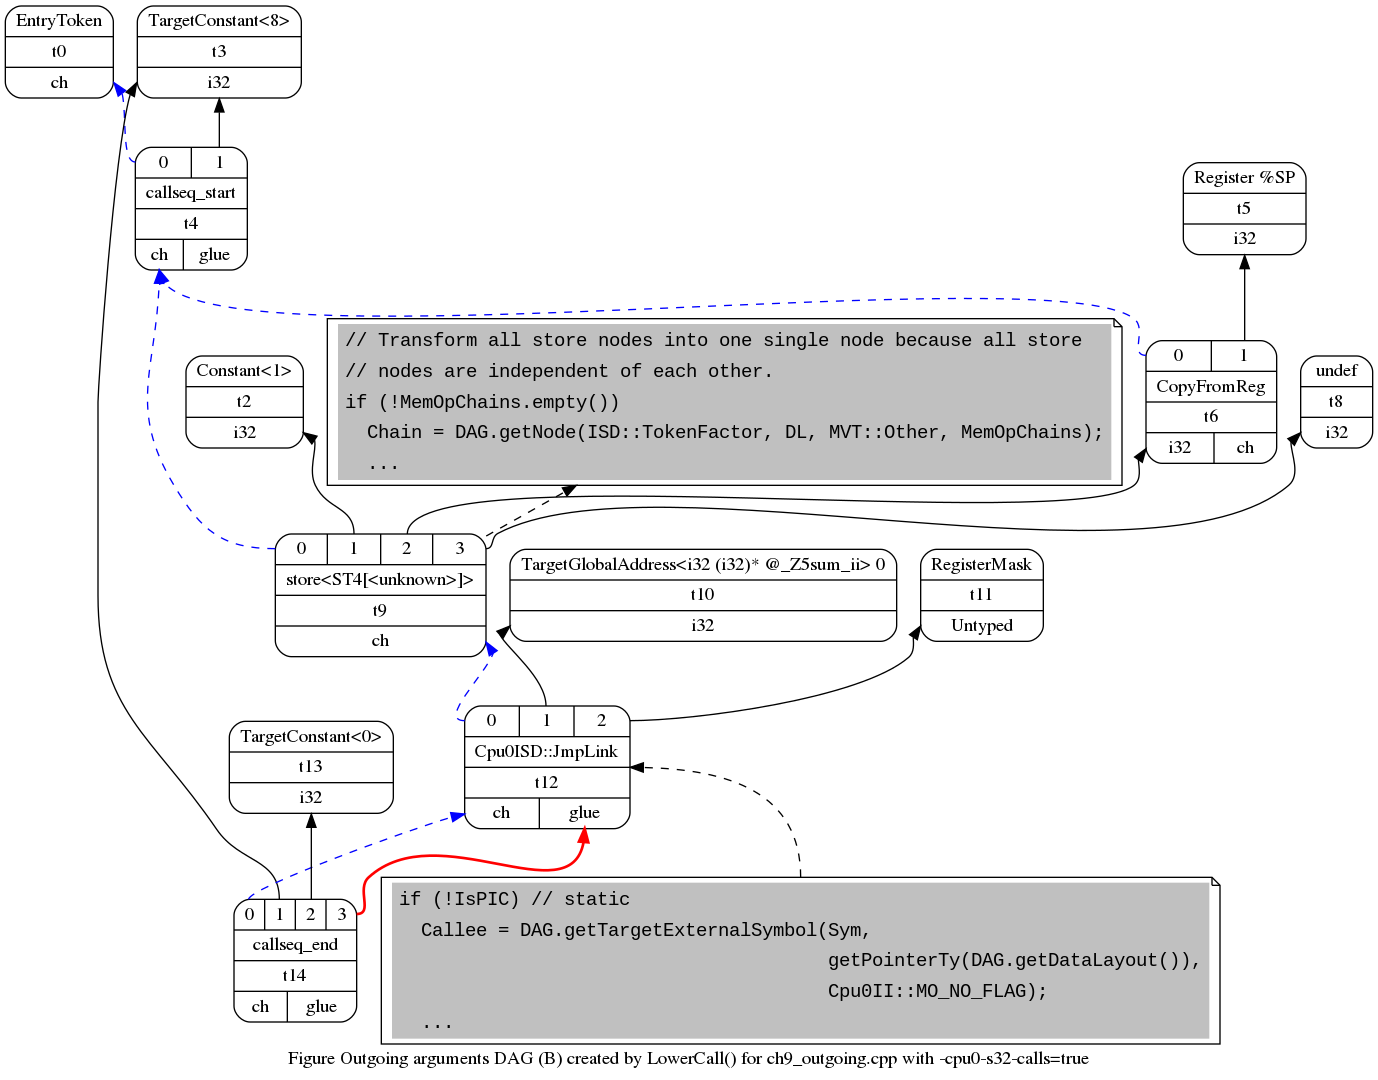 EntryToken
t0
ch
TargetConstant<8>
t3
i32
0 1
callseq_start
t4
ch glue
Register %SP
t5
i32
// Transform all store nodes into one single node because all store
// nodes are independent of each other.
if (!MemOpChains.empty())
  Chain = DAG.getNode(ISD::TokenFactor, DL, MVT::Other, MemOpChains);
  ...
Constant<1>
t2
i32
0 1
CopyFromReg
t6
i32 ch
undef
t8
i32
0 1 2 3
store<ST4[<unknown>]>
t9
ch
TargetGlobalAddress<i32 (i32)* @_Z5sum_ii> 0
t10
i32
RegisterMask
t11
Untyped
0 1 2
Cpu0ISD::JmpLink
t12
ch glue
TargetConstant<0>
t13
i32
0 1 2 3
callseq_end
t14
ch glue
if (!IsPIC) // static
  Callee = DAG.getTargetExternalSymbol(Sym,
                                       getPointerTy(DAG.getDataLayout()),
                                       Cpu0II::MO_NO_FLAG);
  ...
Figure Outgoing arguments DAG (B) created by LowerCall() for ch9_outgoing.cpp with -cpu0-s32-calls=true